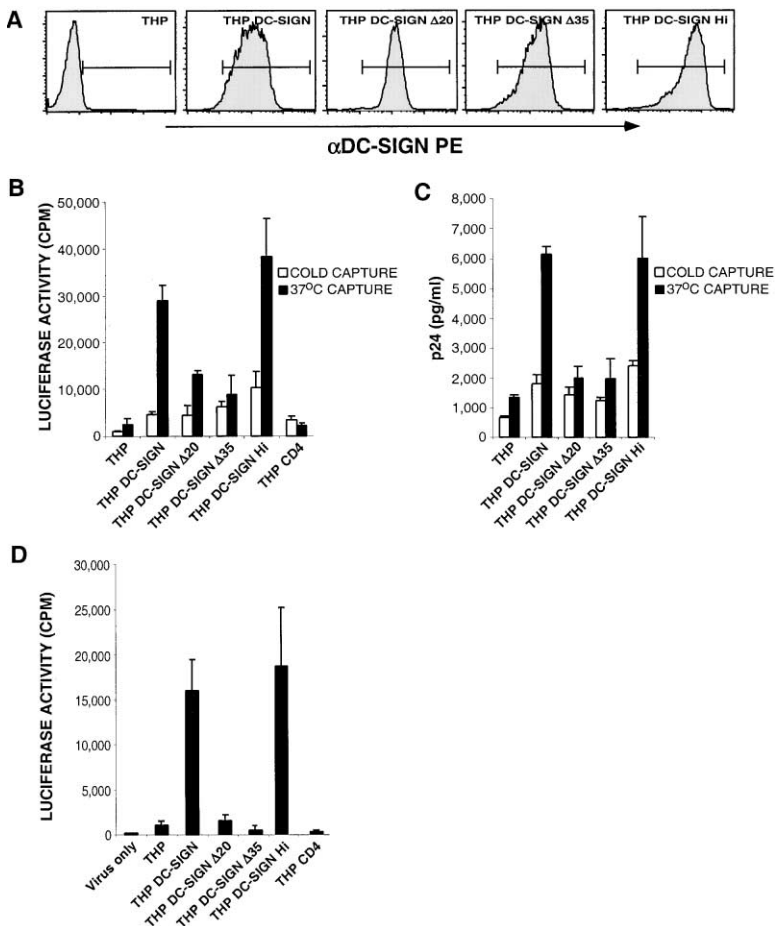 A
THP
THP DC-SIGN
THP DC-SIGN Δ20
THP DC-SIGN Δ35
THP DC-SIGN Hi
αDC-SIGN PE
B
LUCIFERASE ACTIVITY (CPM)
50,000
40,000
30,000
20,000
10,000
0
COLD CAPTURE
37ºC CAPTURE
THP
THP DC-SIGN
THP DC-SIGN Δ20
THP DC-SIGN Δ35
THP DC-SIGN Hi
THP CD4
C
p24 (pg/ml)
8,000
7,000
6,000
5,000
4,000
3,000
2,000
1,000
0
COLD CAPTURE
37ºC CAPTURE
THP
THP DC-SIGN
THP DC-SIGN Δ20
THP DC-SIGN Δ35
THP DC-SIGN Hi
D
LUCIFERASE ACTIVITY (CPM)
30,000
25,000
20,000
15,000
10,000
5,000
0
Virus only
THP
THP DC-SIGN
THP DC-SIGN Δ20
THP DC-SIGN Δ35
THP DC-SIGN Hi
THP CD4